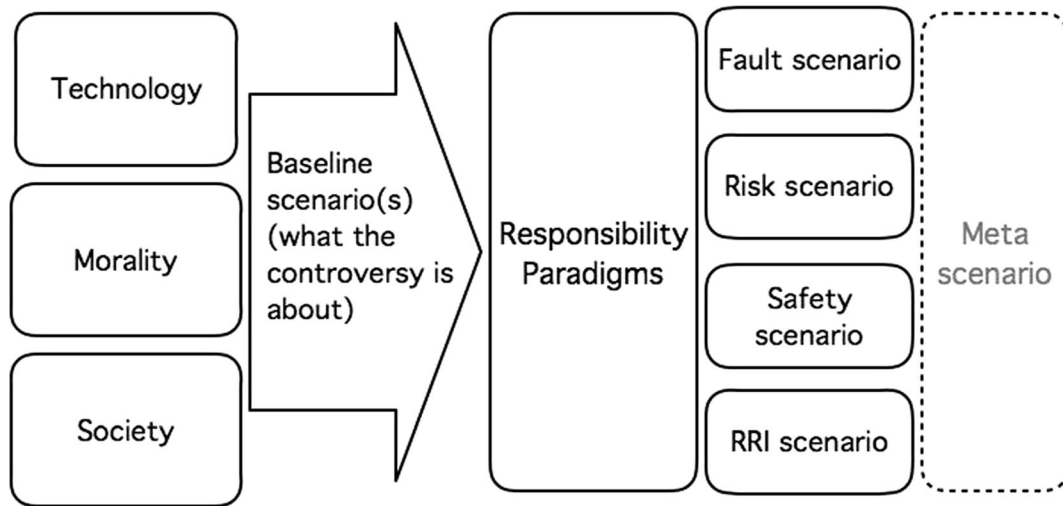 Technology
Morality
Society
Baseline
scenario(s)
(what the
controversy is
about)
Responsibility
Paradigms
Fault scenario
Risk scenario
Safety
scenario
RRI scenario
Meta
scenario